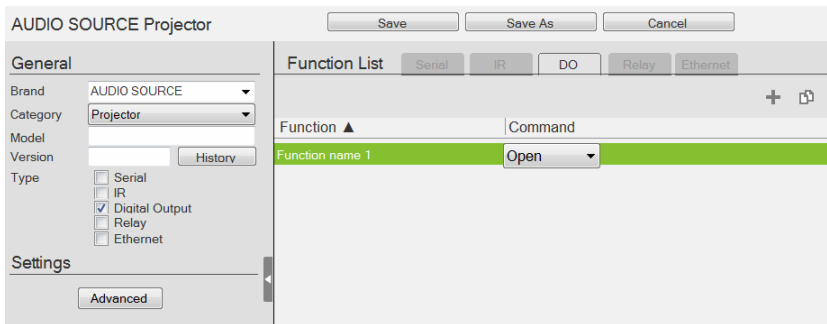 AUDIO SOURCE Projector
Save
Save As
Cancel
General
Brand
AUDIO SOURCE
Category
Projector
Model
Version
History
Type
Serial
IR
Digital Output
Relay
Ethernet
Settings
Advanced
Function List
Serial
IR
DO
Relay
Ethernet
Function ▲
Command
Function name 1
Open